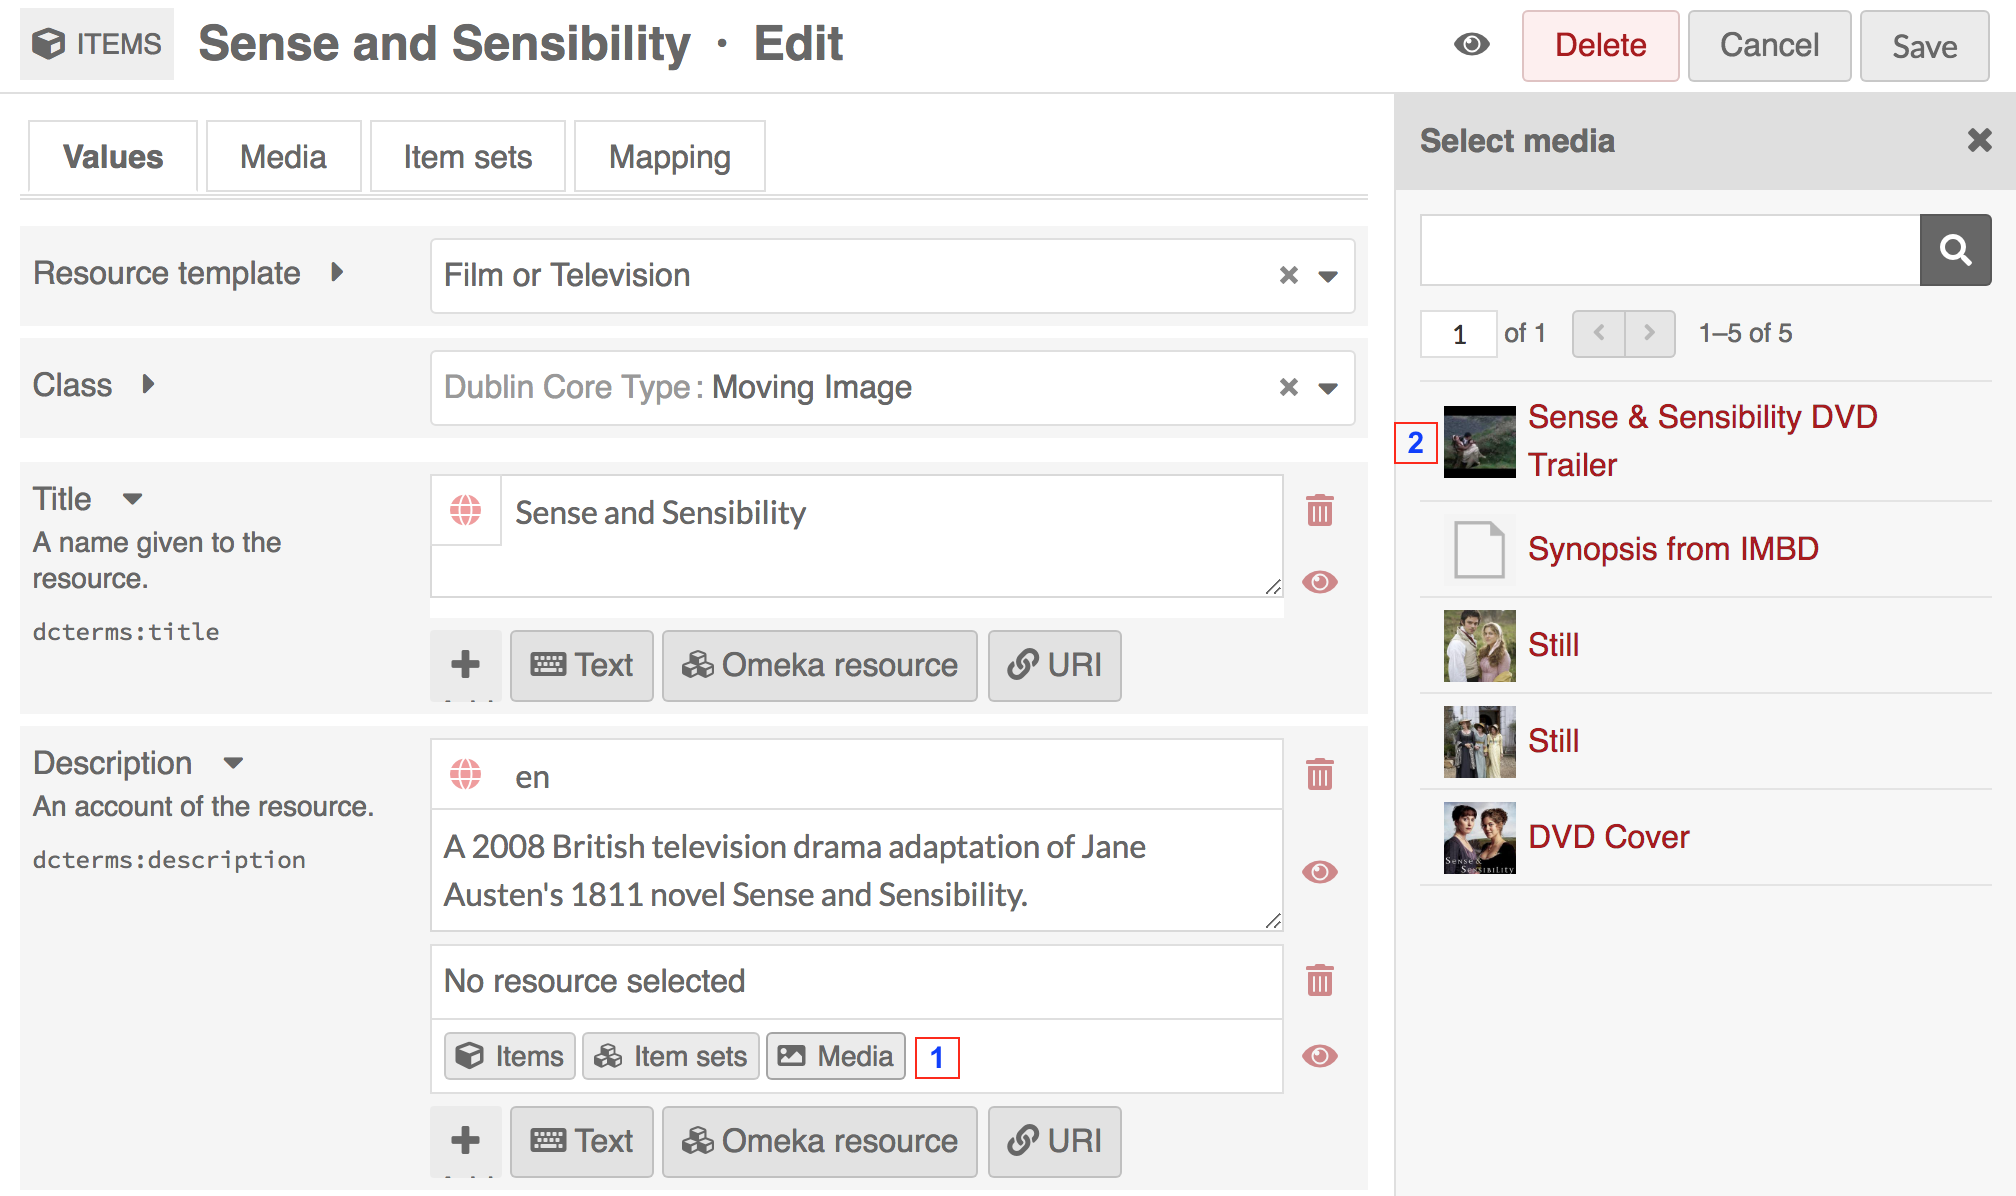 ITEMS Sense and Sensibility · Edit Delete Cancel Save
Values Media Item sets Mapping
Resource template Film or Television
Class Dublin Core Type: Moving Image
Title Sense and Sensibility
A name given to the
resource.
dcterms:title
Text Omeka resource URI
Description en
An account of the resource.
dcterms:description
A 2008 British television drama adaptation of Jane
Austen's 1811 novel Sense and Sensibility.
No resource selected
Items Item sets Media 1
Text Omeka resource URI
Select media
1 of 1 1–5 of 5
2 Sense & Sensibility DVD
Trailer
Synopsis from IMBD
Still
Still
SENSE &
SENSIBILITY
DVD Cover